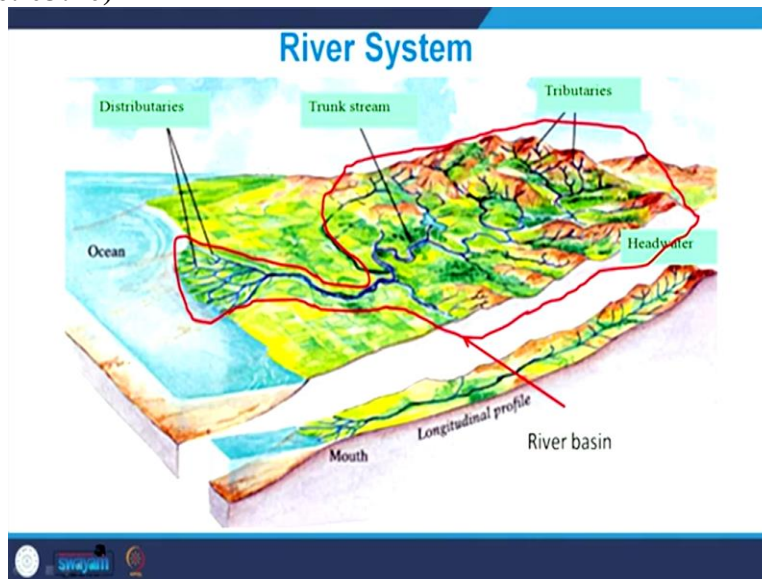 River System
Distributaries
Trunk stream
Tributaries
Ocean
Headwater
Longitudinal profile
River basin
Mouth
swayam